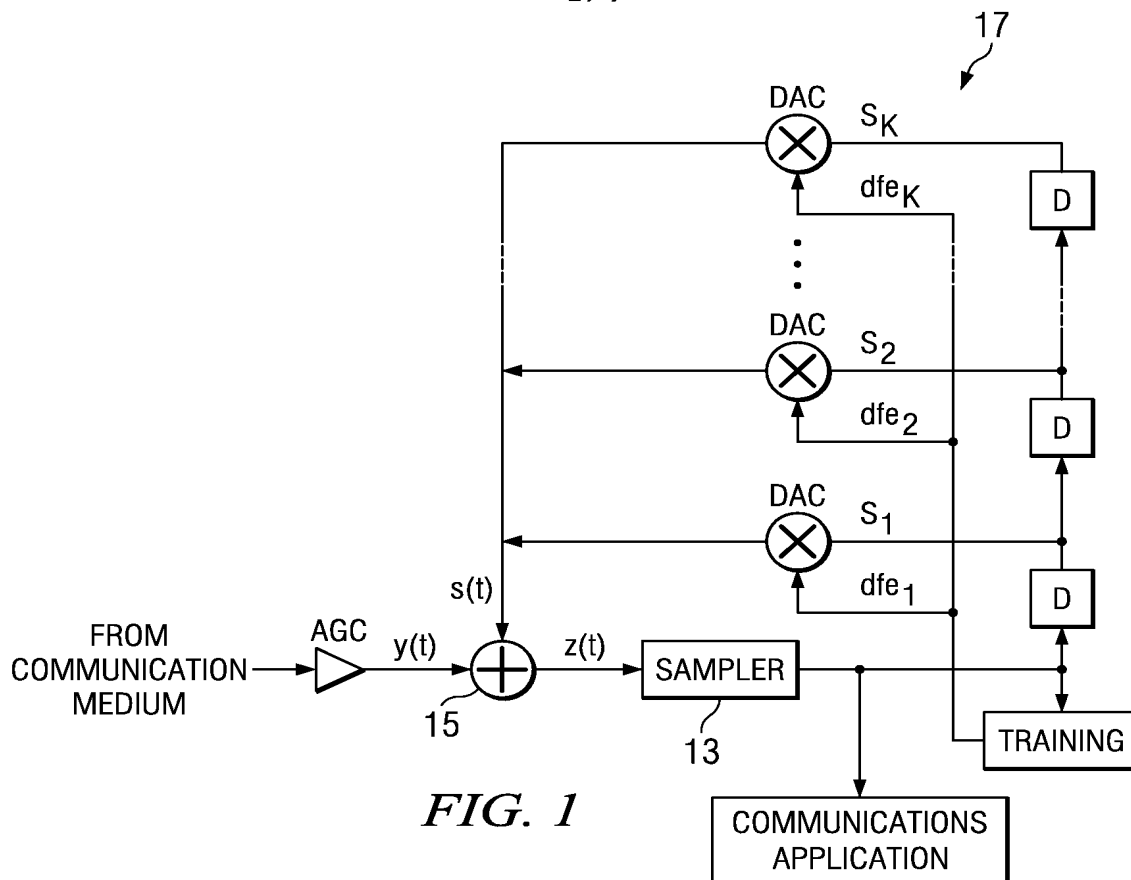 17
DAC
S_K
dfe_K
D
DAC
S_2
dfe_2
D
DAC
S_1
dfe_1
D
s(t)
FROM
COMMUNICATION
MEDIUM
AGC
y(t)
z(t)
SAMPLER
15
13
TRAINING
FIG. 1
COMMUNICATIONS
APPLICATION